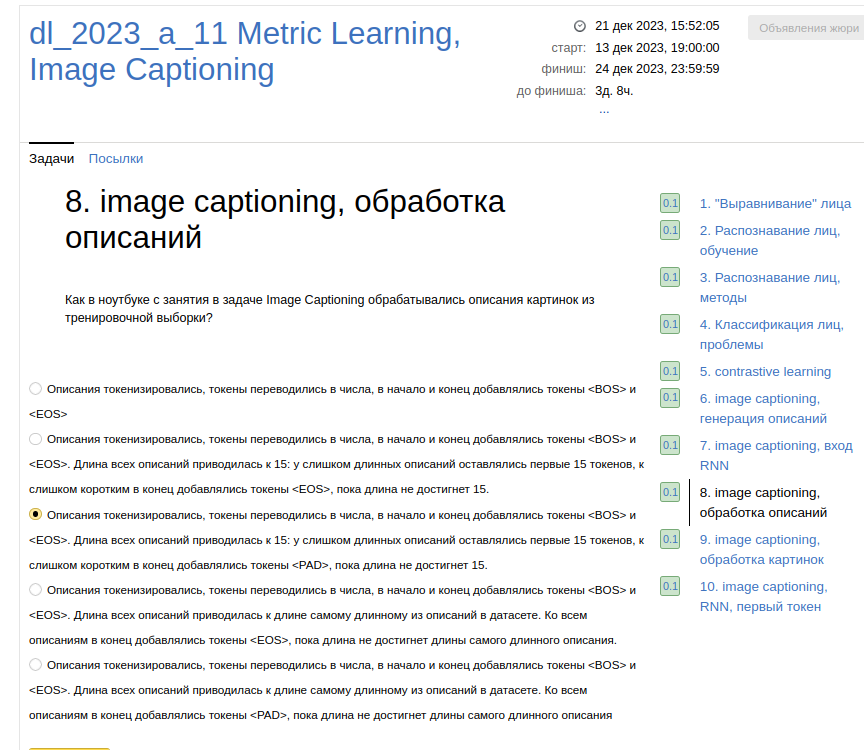 dl_2023_a_11 Metric Learning,
Image Captioning
21 дек 2023, 15:52:05
старт: 13 дек 2023, 19:00:00
финиш: 24 дек 2023, 23:59:59
до финиша: 3д. 8ч.
...
Объявления жюри
Задачи Посылки
8. image captioning, обработка
описаний
Как в ноутбуке с занятия в задаче Image Captioning обрабатывались описания картинок из
тренировочной выборки?
Описания токенизировались, токены переводились в числа, в начало и конец добавлялись токены <BOS> и
<EOS>
Описания токенизировались, токены переводились в числа, в начало и конец добавлялись токены <BOS> и
<EOS>. Длина всех описаний приводилась к 15: у слишком длинных описаний оставлялись первые 15 токенов, к
слишком коротким в конец добавлялись токены <EOS>, пока длина не достигнет 15.
Описания токенизировались, токены переводились в числа, в начало и конец добавлялись токены <BOS> и
<EOS>. Длина всех описаний приводилась к 15: у слишком длинных описаний оставлялись первые 15 токенов, к
слишком коротким в конец добавлялись токены <PAD>, пока длина не достигнет 15.
Описания токенизировались, токены переводились в числа, в начало и конец добавлялись токены <BOS> и
<EOS>. Длина всех описаний приводилась к длине самому длинному из описаний в датасете. Ко всем
описаниям в конец добавлялись токены <EOS>, пока длина не достигнет длины самого длинного описания.
Описания токенизировались, токены переводились в числа, в начало и конец добавлялись токены <BOS> и
<EOS>. Длина всех описаний приводилась к длине самому длинному из описаний в датасете. Ко всем
описаниям в конец добавлялись токены <PAD>, пока длина не достигнет длины самого длинного описания
0.1 1. "Выравнивание" лица
0.1 2. Распознавание лиц,
обучение
0.1 3. Распознавание лиц,
методы
0.1 4. Классификация лиц,
проблемы
0.1 5. contrastive learning
0.1 6. image captioning,
генерация описаний
0.1 7. image captioning, вход
RNN
0.1 8. image captioning,
обработка описаний
0.1 9. image captioning,
обработка картинок
0.1 10. image captioning,
RNN, первый токен